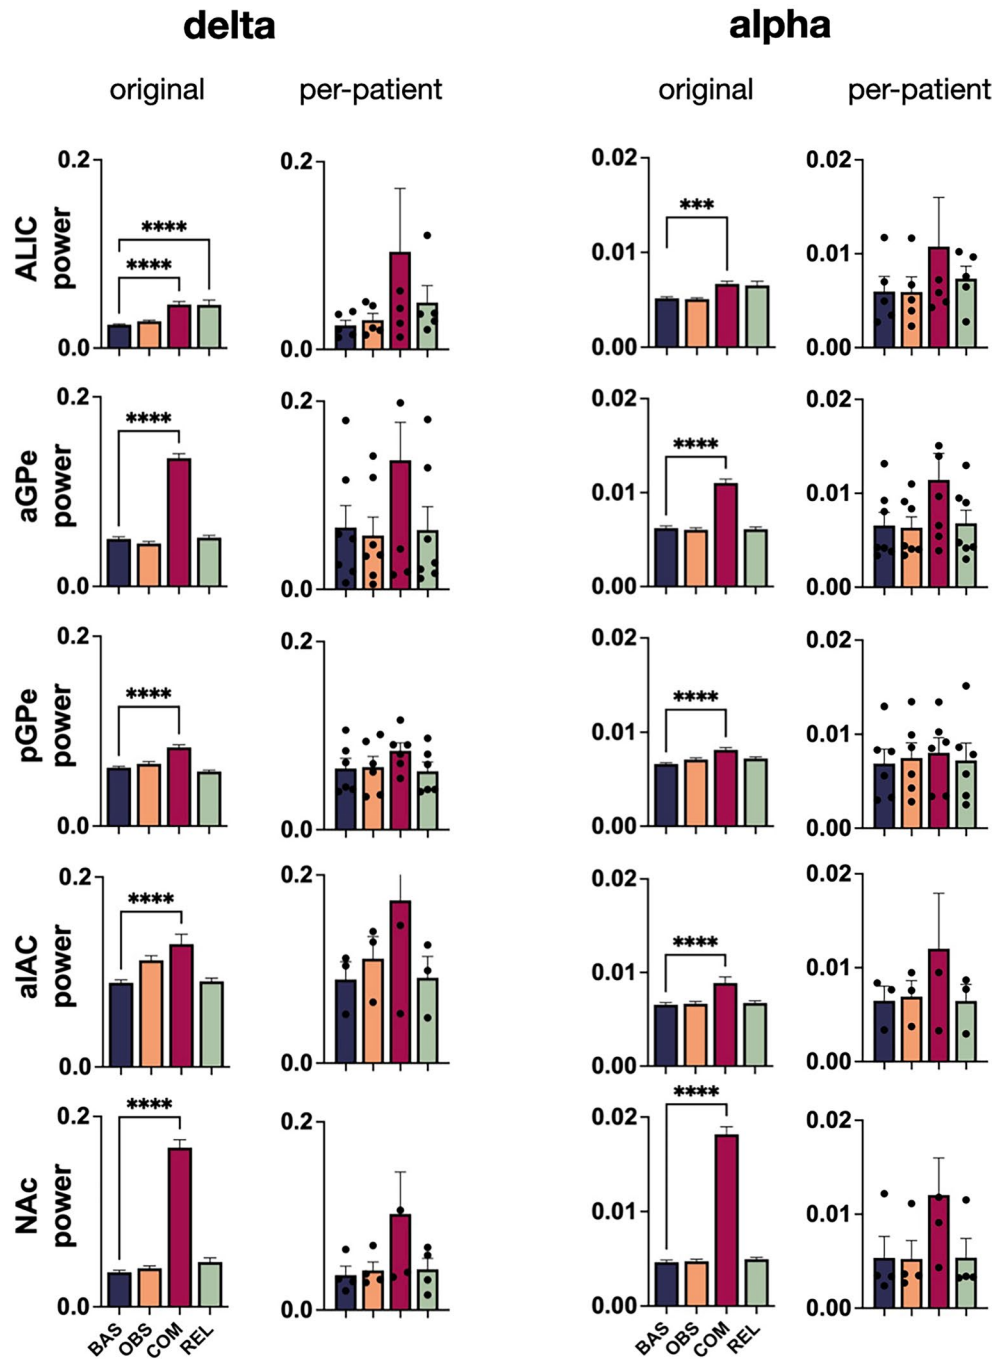 delta alpha
original per-patient original per-patient
ALIC power
0.2 0.2 0.02 0.02
**** ***
****
0.01 0.01
0.0 0.0 0.00 0.00
aGPe power
0.2 0.2 0.02 0.02
**** ****
0.01 0.01
0.0 0.0 0.00 0.00
pGPe power
0.2 0.2 0.02 0.02
**** ****
0.01 0.01
0.0 0.0 0.00 0.00
alAC power
0.2 0.2 0.02 0.02
**** ****
0.01 0.01
0.0 0.0 0.00 0.00
NAc power
**** ****
0.2 0.2 0.02 0.02
0.01 0.01
0.0 0.0 0.00 0.00
BAS OBS COM REL BAS OBS COM REL